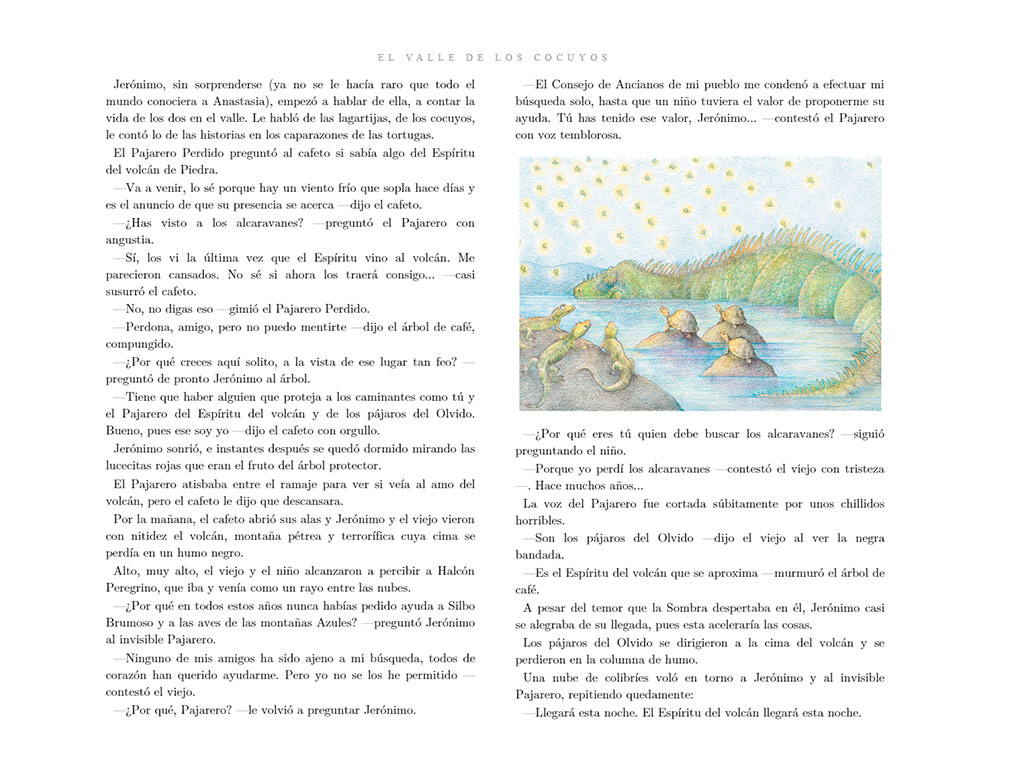 EL VALLE DE LOS COCUYOS
Jerónimo, sin sorprenderse (ya no se le hacía raro que todo el
mundo conociera a Anastasia), empezó a hablar de ella, a contar la
vida de los dos en el valle. Le habló de las lagartijas, de los cocuyos,
le contó lo de las historias en los caparazones de las tortugas.
El Pajarero Perdido preguntó al cafeto si sabía algo del Espíritu
del volcán de Piedra.
—Va a venir, lo sé porque hay un viento frío que sopla hace días y
es el anuncio de que su presencia se acerca —dijo el cafeto.
—¿Has visto a los alcaravanes? —preguntó el Pajarero con
angustia.
—Sí, los vi la última vez que el Espíritu vino al volcán. Me
parecieron cansados. No sé si ahora los traerá consigo... —casi
susurró el cafeto.
—No, no digas eso —gimió el Pajarero Perdido.
—Perdona, amigo, pero no puedo mentirte —dijo el árbol de café,
compungido.
—¿Por qué creces aquí solito, a la vista de ese lugar tan feo? —
preguntó de pronto Jerónimo al árbol.
—Tiene que haber alguien que proteja a los caminantes como tú y
el Pajarero del Espíritu del volcán y de los pájaros del Olvido.
Bueno, pues ese soy yo —dijo el cafeto con orgullo.
Jerónimo sonrió, e instantes después se quedó dormido mirando las
lucecitas rojas que eran el fruto del árbol protector.
El Pajarero atisbaba entre el ramaje para ver si veía al amo del
volcán, pero el cafeto le dijo que descansara.
Por la mañana, el cafeto abrió sus alas y Jerónimo y el viejo vieron
con nitidez el volcán, montaña pétrea y terrorífica cuya cima se
perdía en un humo negro.
Alto, muy alto, el viejo y el niño alcanzaron a percibir a Halcón
Peregrino, que iba y venía como un rayo entre las nubes.
—¿Por qué en todos estos años nunca habías pedido ayuda a Silbo
Brumoso y a las aves de las montañas Azules? —preguntó Jerónimo
al invisible Pajarero.
—Ninguno de mis amigos ha sido ajeno a mi búsqueda, todos de
corazón han querido ayudarme. Pero yo no se los he permitido —
contestó el viejo.
—¿Por qué, Pajarero? —le volvió a preguntar Jerónimo.
—El Consejo de Ancianos de mi pueblo me condenó a efectuar mi
búsqueda solo, hasta que un niño tuviera el valor de proponerme su
ayuda. Tú has tenido ese valor, Jerónimo... —contestó el Pajarero
con voz temblorosa.
—¿Por qué eres tú quien debe buscar los alcaravanes? —siguió
preguntando el niño.
—Porque yo perdí los alcaravanes —contestó el viejo con tristeza
—. Hace muchos años...
La voz del Pajarero fue cortada súbitamente por unos chillidos
horribles.
—Son los pájaros del Olvido —dijo el viejo al ver la negra
bandada.
—Es el Espíritu del volcán que se aproxima —murmuró el árbol de
café.
A pesar del temor que la Sombra despertaba en él, Jerónimo casi
se alegraba de su llegada, pues esta aceleraría las cosas.
Los pájaros del Olvido se dirigieron a la cima del volcán y se
perdieron en la columna de humo.
Una nube de colibríes voló en torno a Jerónimo y al invisible
Pajarero, repitiendo quedamente:
—Llegará esta noche. El Espíritu del volcán llegará esta noche.